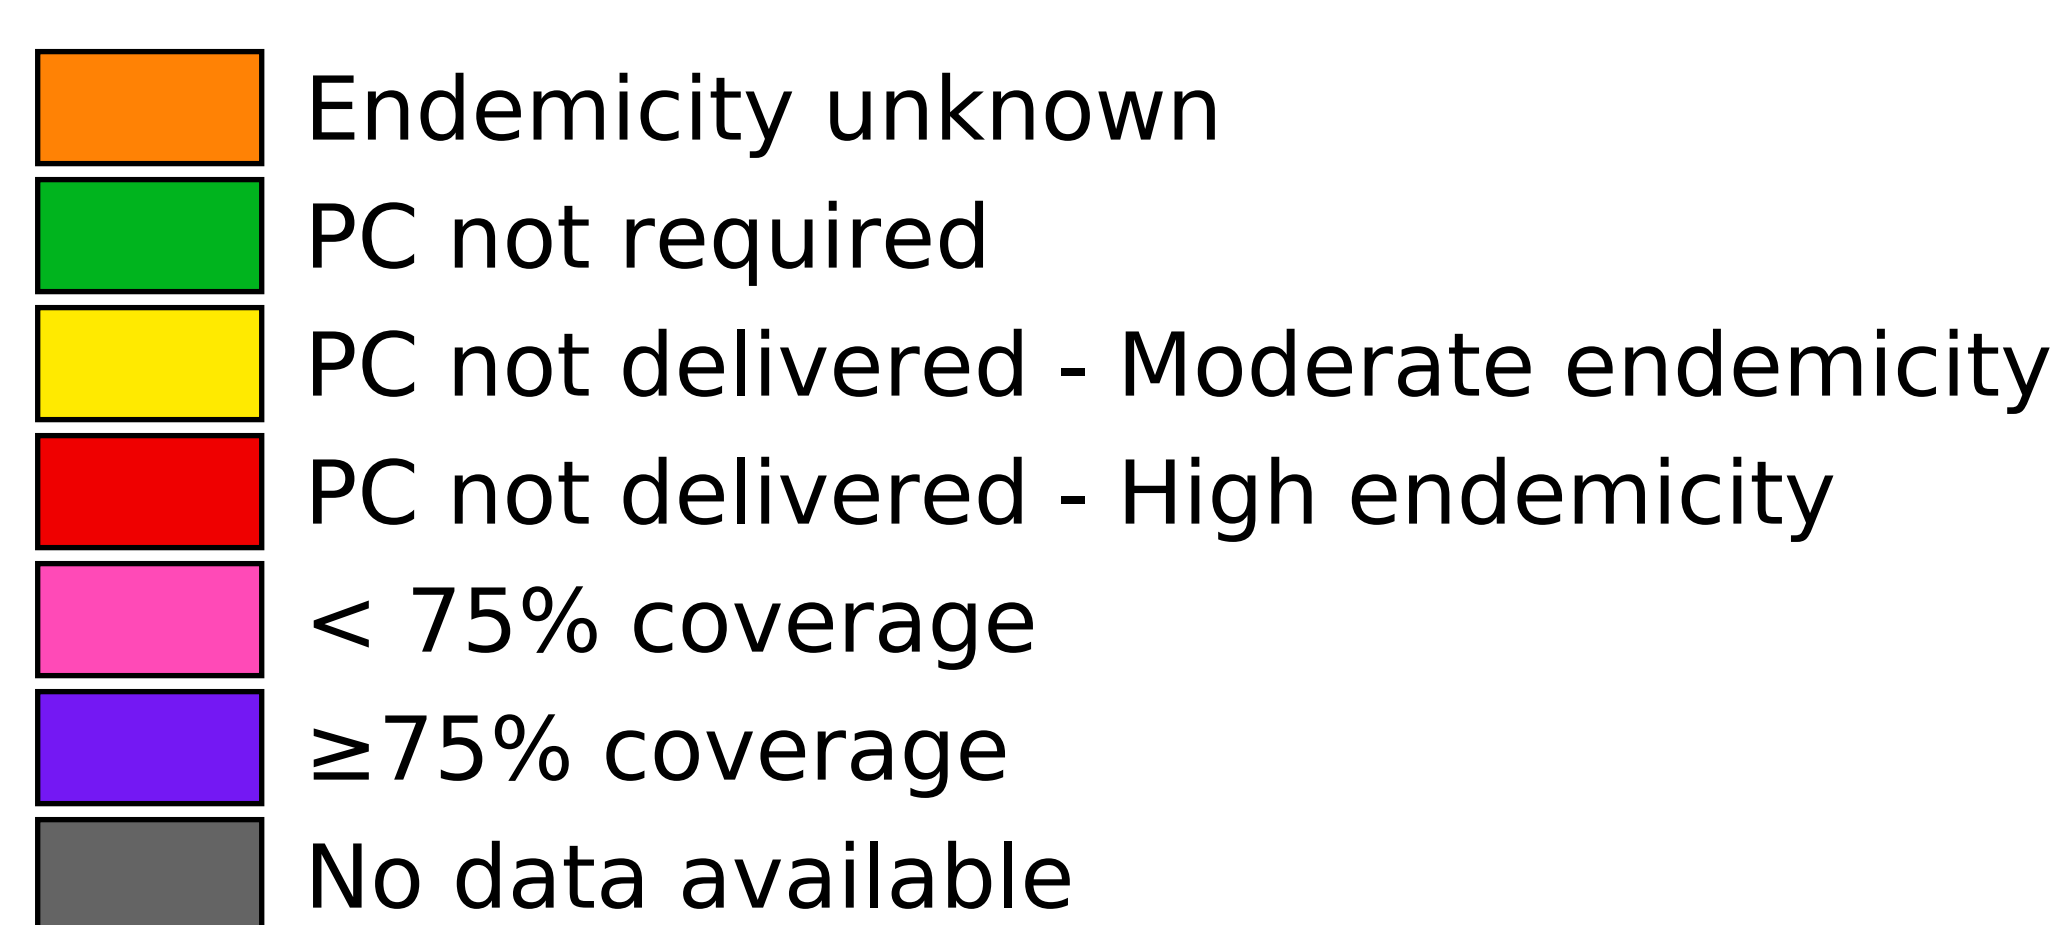 Endemicity unknown
PC not required
PC not delivered - Moderate endemicity
PC not delivered - High endemicity
< 75% coverage
≥75% coverage
No data available